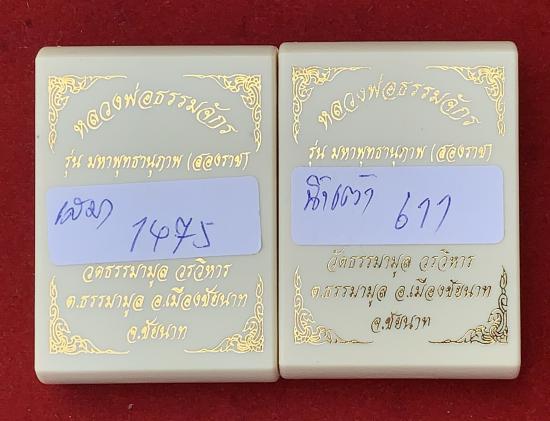 หลวงพ่อธรรมจักร
รุ่น มหาพุทธานุภาพ (สองราช)
เสมา 1475
วัดธรรมามูล วรวิหาร
ต.ธรรมามูล อ.เมืองชัยนาท
จ.ชัยนาท
หลวงพ่อธรรมจักร
รุ่น มหาพุทธานุภาพ (สองราช)
น้ำเต้า 611
วัดธรรมามูล วรวิหาร
ต.ธรรมามูล อ.เมืองชัยนาท
จ.ชัยนาท